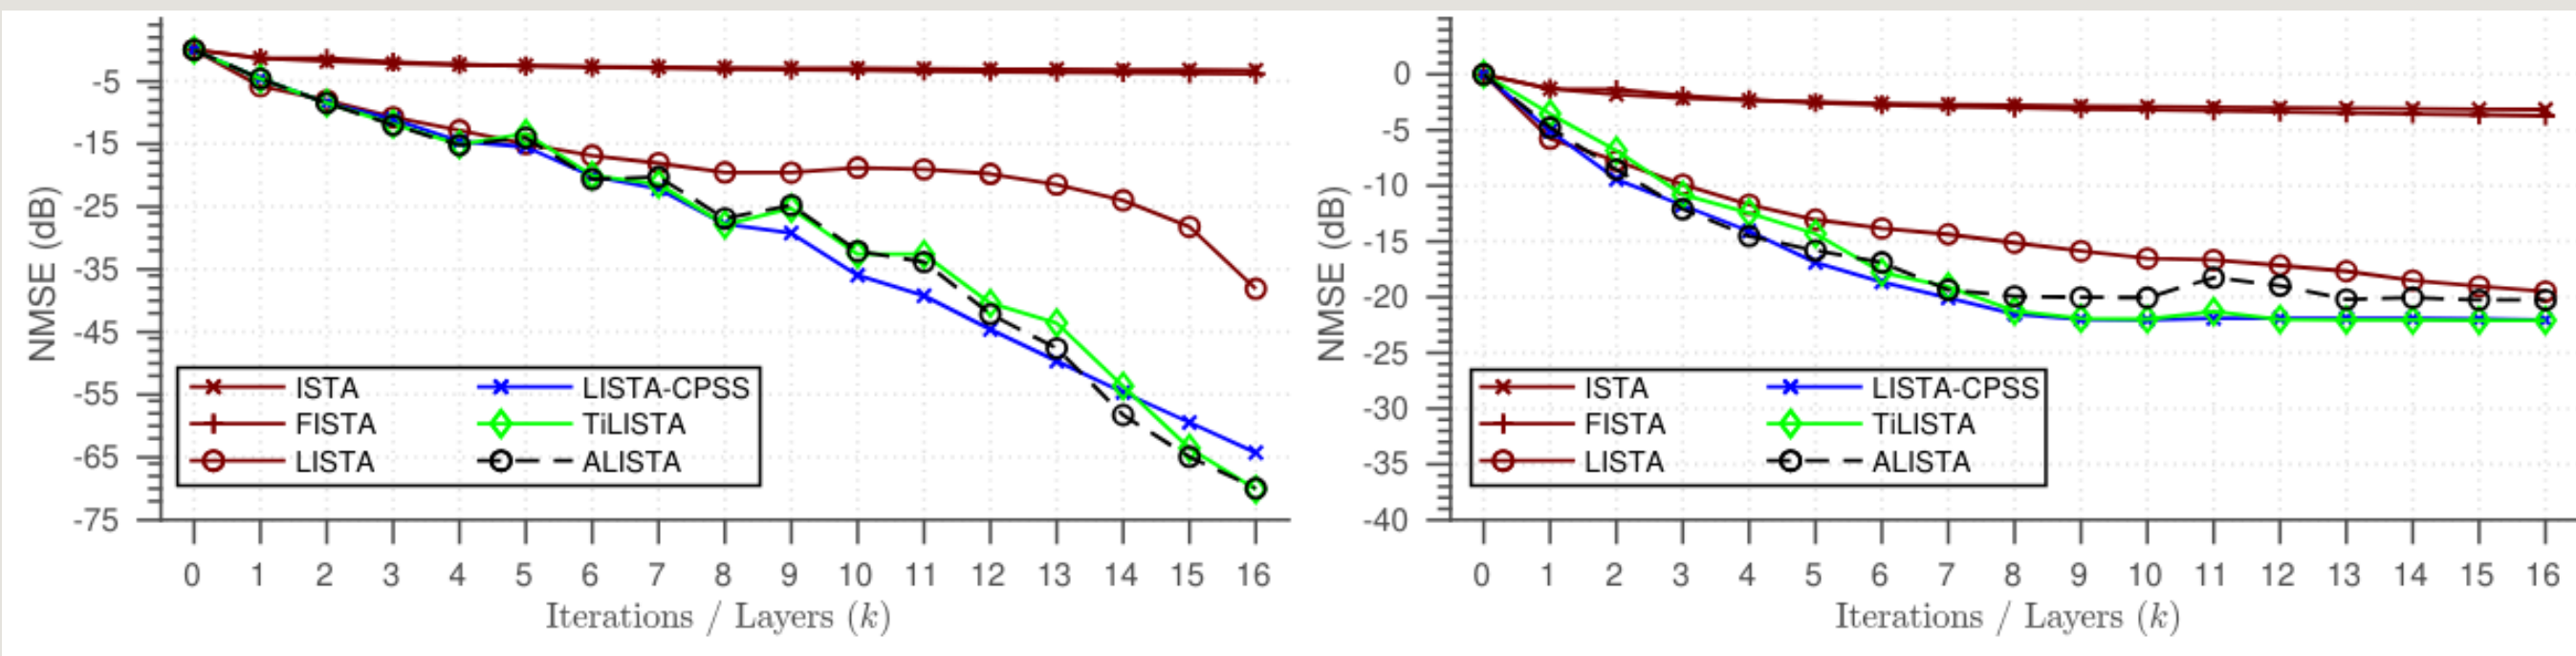 -5
-15
-25
-35
-45
-55
-65
-75
NMSE (dB)
ISTA
FISTA
LISTA
LISTA-CPSS
TiLISTA
ALISTA
0 1 2 3 4 5 6 7 8 9 10 11 12 13 14 15 16
Iterations / Layers (k)
0
-5
-10
-15
-20
-25
-30
-35
-40
NMSE (dB)
ISTA
FISTA
LISTA
LISTA-CPSS
TiLISTA
ALISTA
0 1 2 3 4 5 6 7 8 9 10 11 12 13 14 15 16
Iterations / Layers (k)